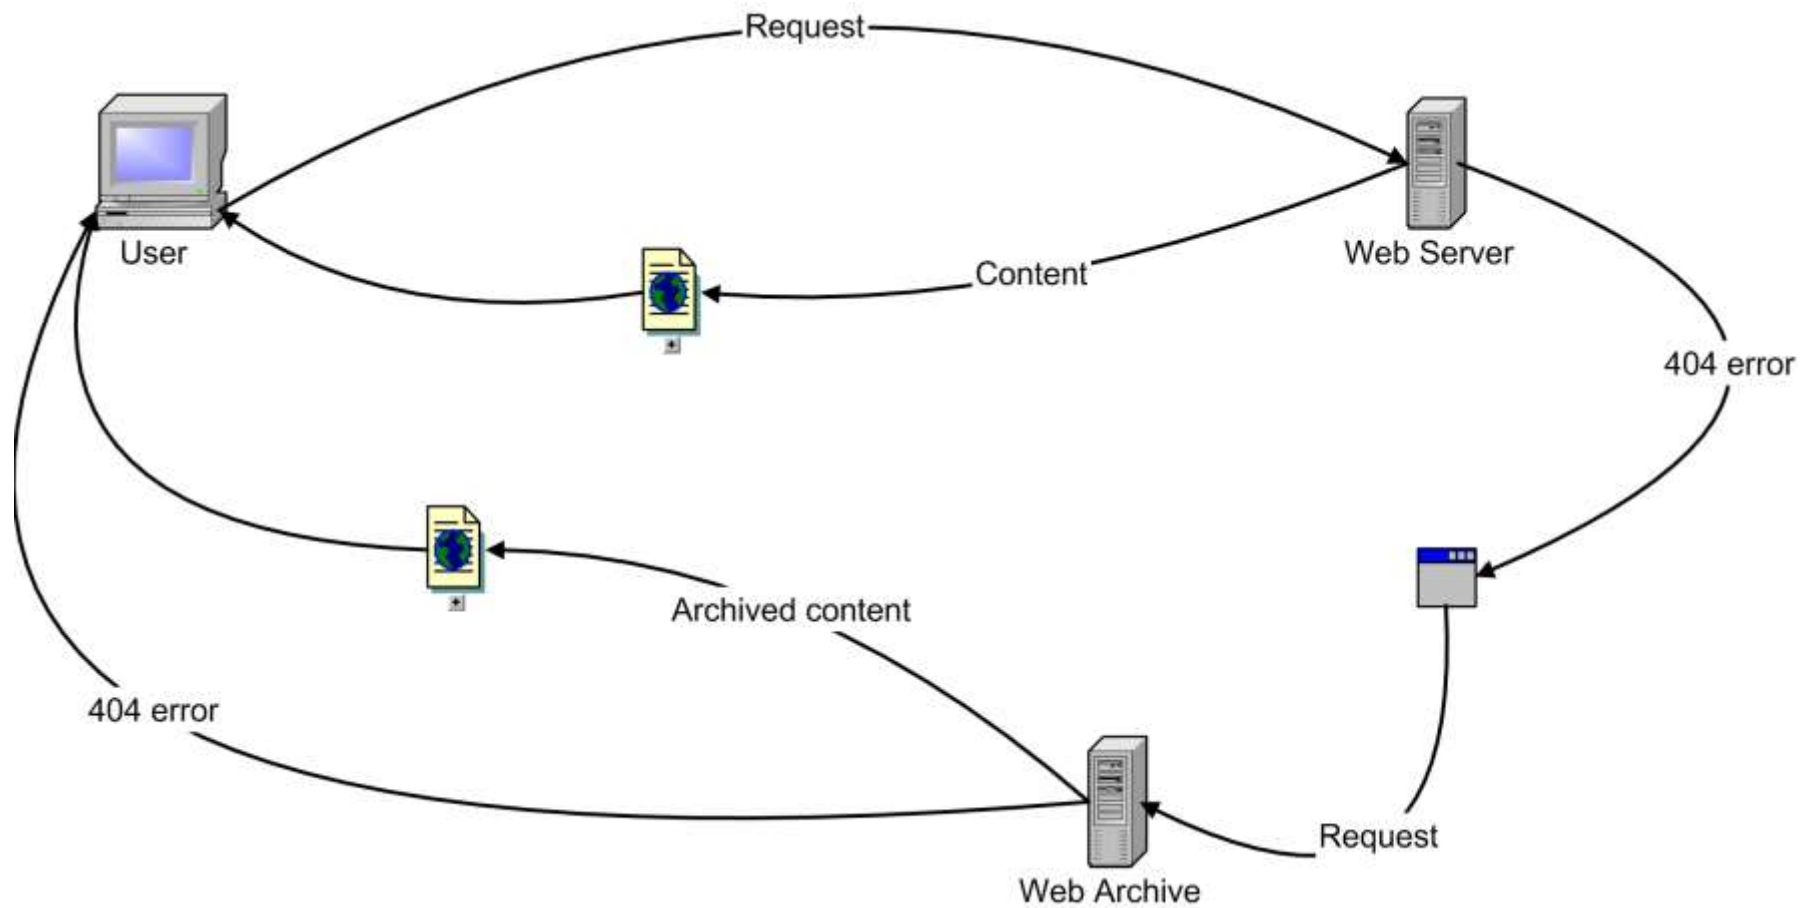 Request
User
Web Server
Content
404 error
Archived content
404 error
Request
Web Archive